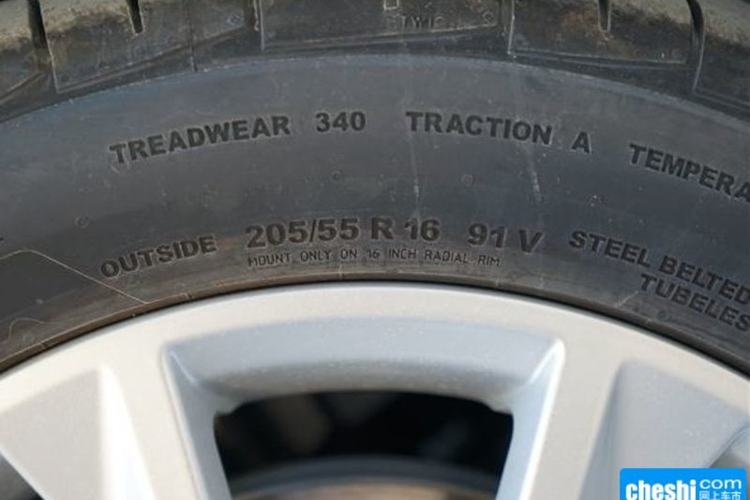 TWI
TREADWEAR 340 TRACTION A TEMPERA
OUTSIDE 205/55 R 16 91 V STEEL BELTED
MOUNT ONLY ON 16 INCH RADIAL RIM TUBELES
cheshi.com
网上车市